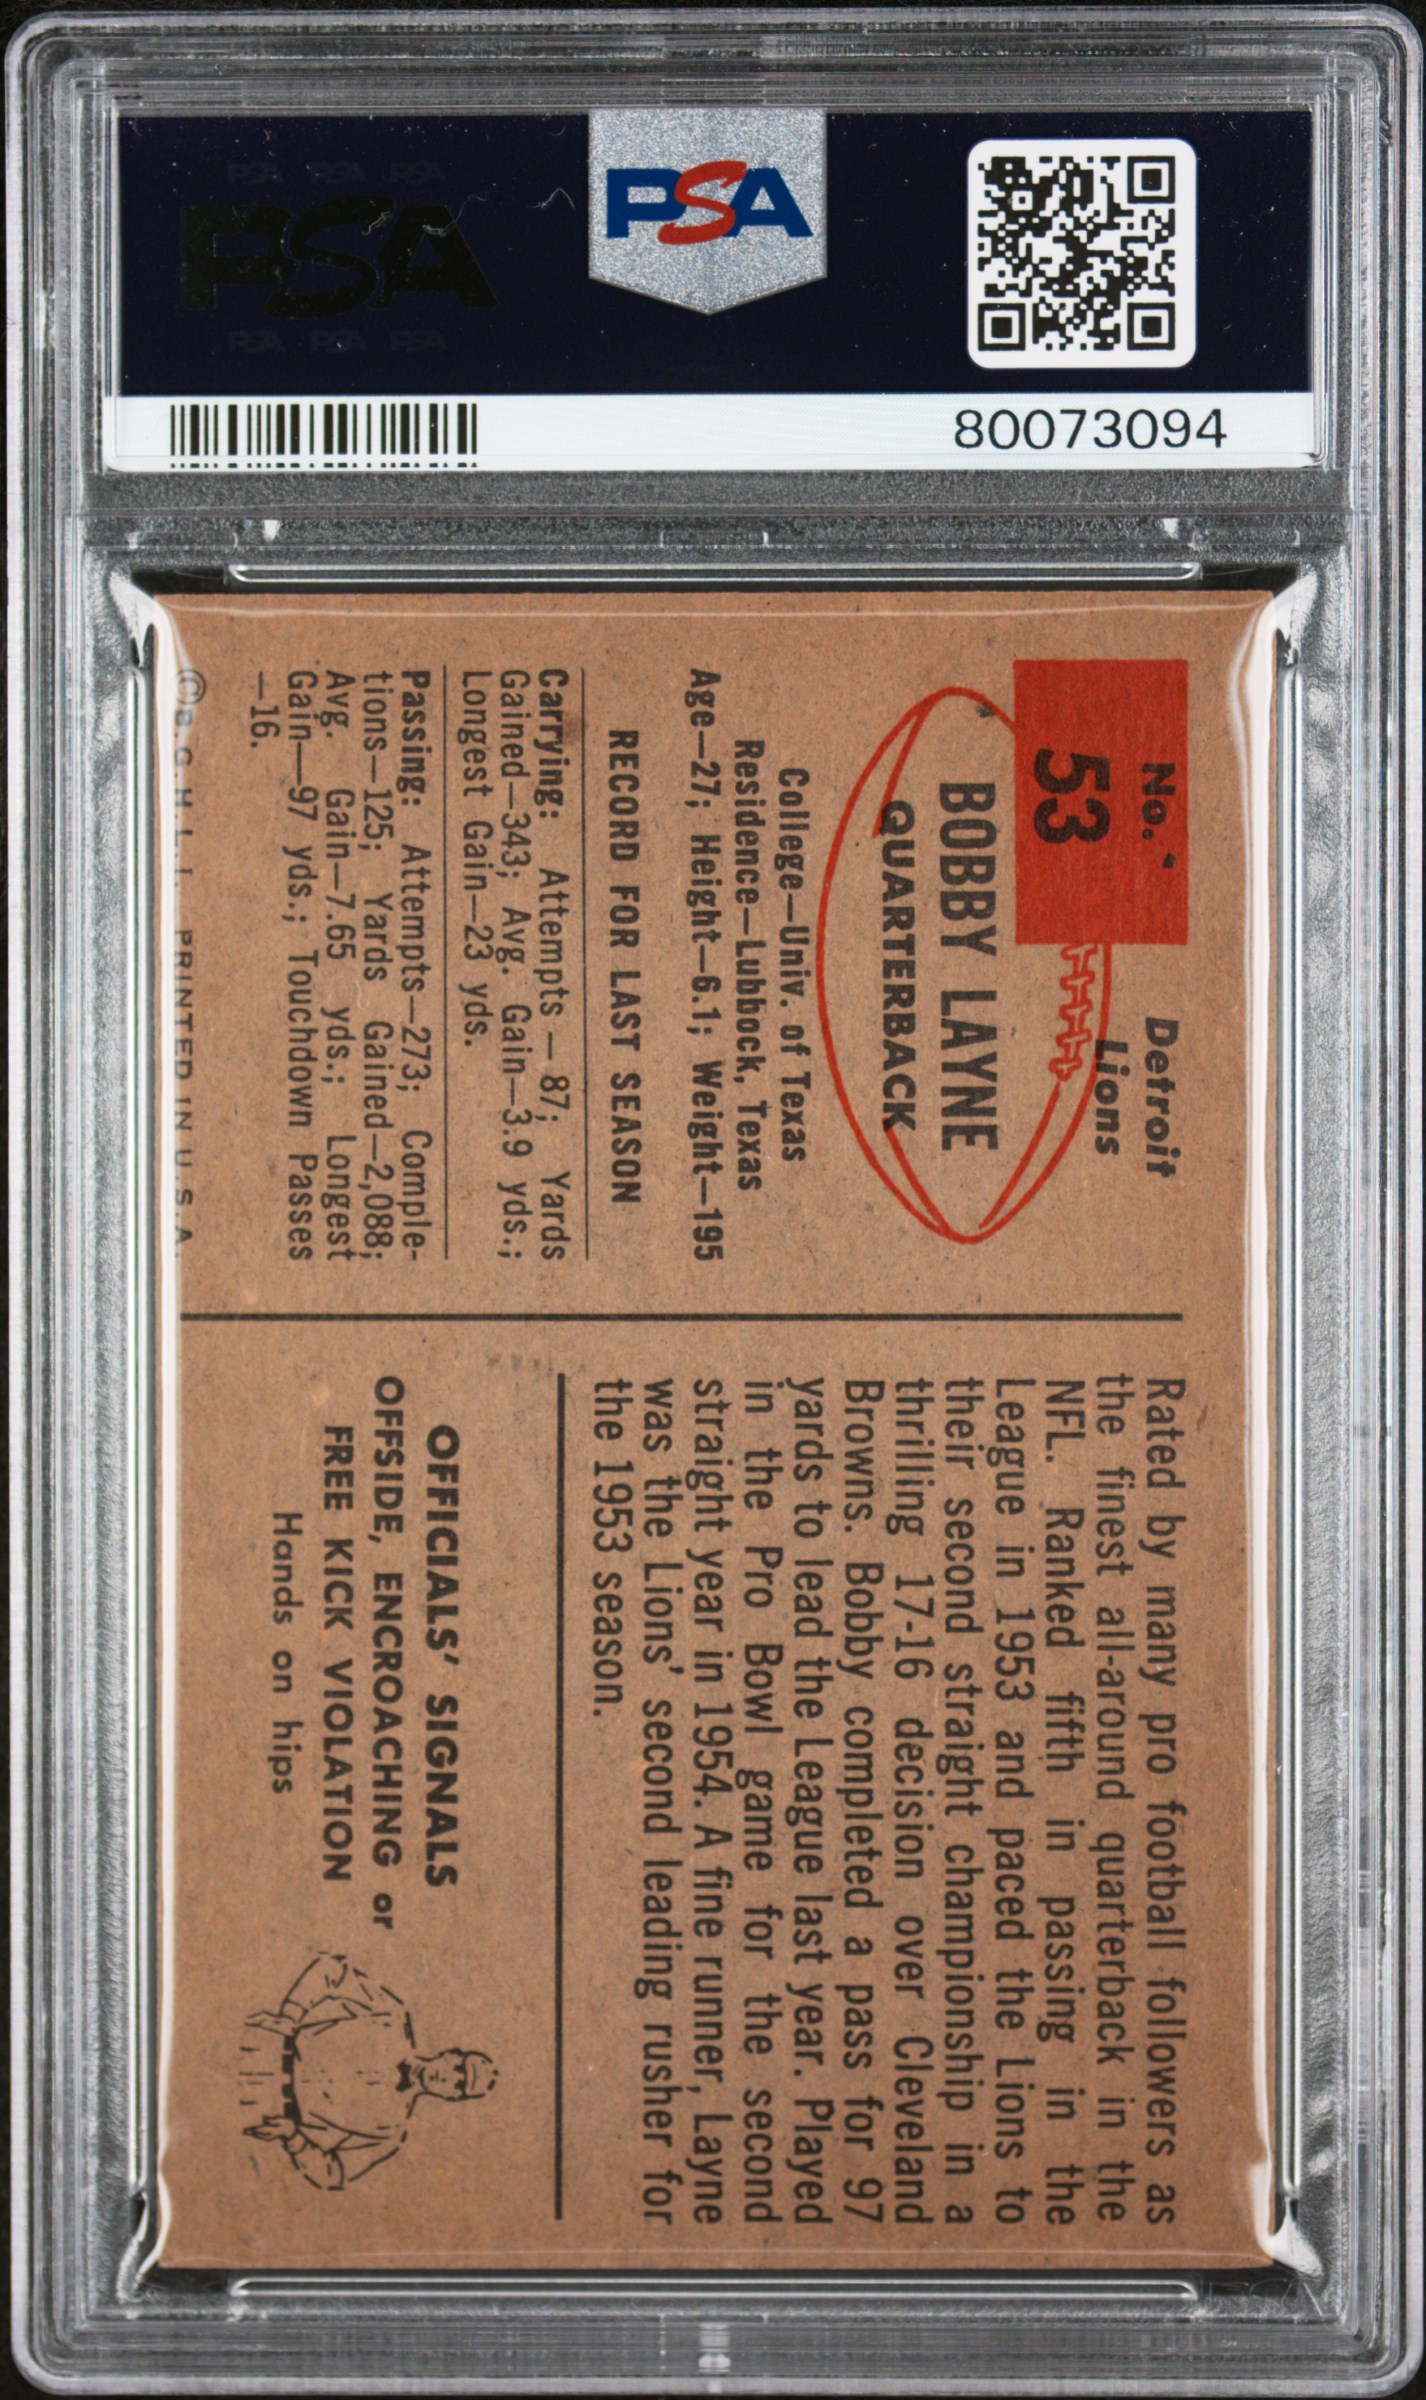 PSA
PSA PSA PSA
PSA
PSA PSA PSA
80073094
No.
53
Detroit
Lions
BOBBY LAYNE
QUARTERBACK
College—Univ. of Texas
Residence—Lubbock, Texas
Age—27; Height—6.1; Weight—195
RECORD FOR LAST SEASON
Carrying: Attempts—87; Yards
Gained—343; Avg. Gain—3.9 yds.;
Longest Gain—23 yds.
Passing: Attempts—273; Comple-
tions—125; Yards Gained—2,088;
Avg. Gain—7.65 yds.; Longest
Gain—97 yds.; Touchdown Passes
—16.
©B.G.H.L.I. PRINTED IN U.S.A.
Rated by many pro football followers as
the finest all-around quarterback in the
NFL. Ranked fifth in passing in the
League in 1953 and paced the Lions to
their second straight championship in a
thrilling 17-16 decision over Cleveland
Browns. Bobby completed a pass for 97
yards to lead the League last year. Played
in the Pro Bowl game for the second
straight year in 1954. A fine runner, Layne
was the Lions' second leading rusher for
the 1953 season.
OFFICIALS' SIGNALS
OFFSIDE, ENCROACHING or
FREE KICK VIOLATION
Hands on hips